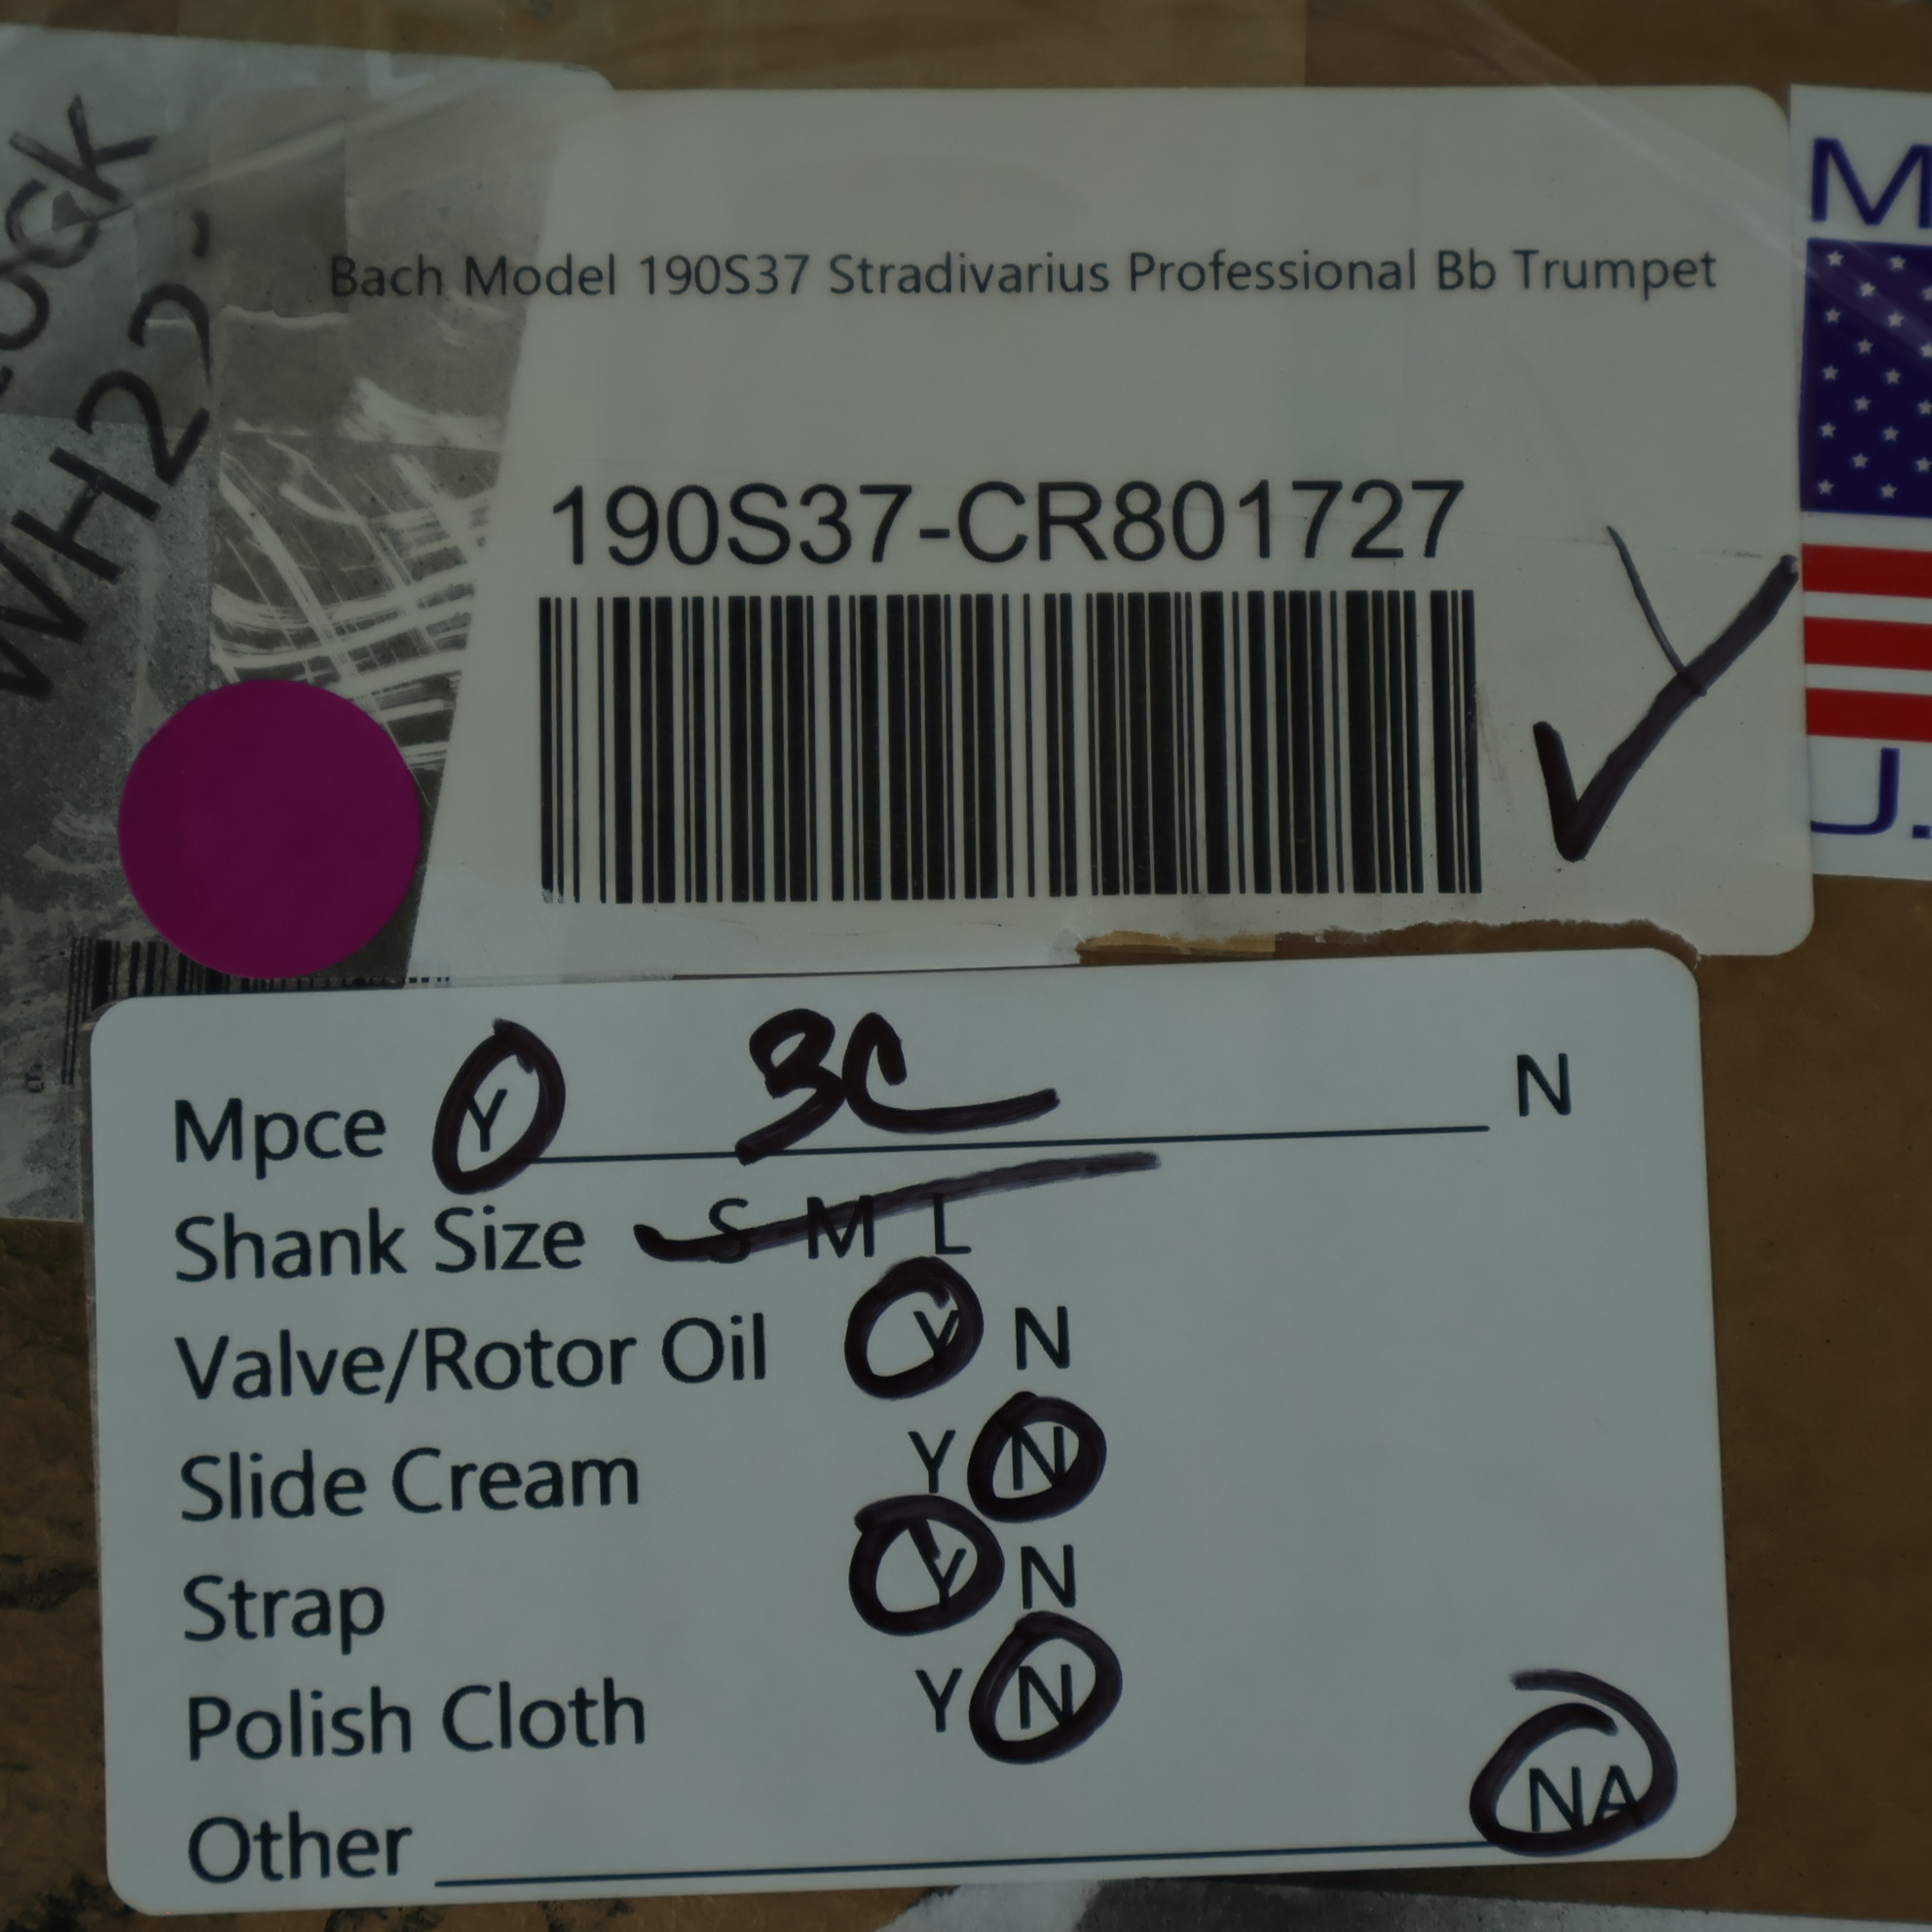 Bach Model 190S37 Stradivarius Professional Bb Trumpet
190S37-CR801727
Mpce Y 3C N
Shank Size S M L
Valve/Rotor Oil Y N
Slide Cream Y N
Strap Y N
Polish Cloth Y N
Other NA
M
U.
WH22-